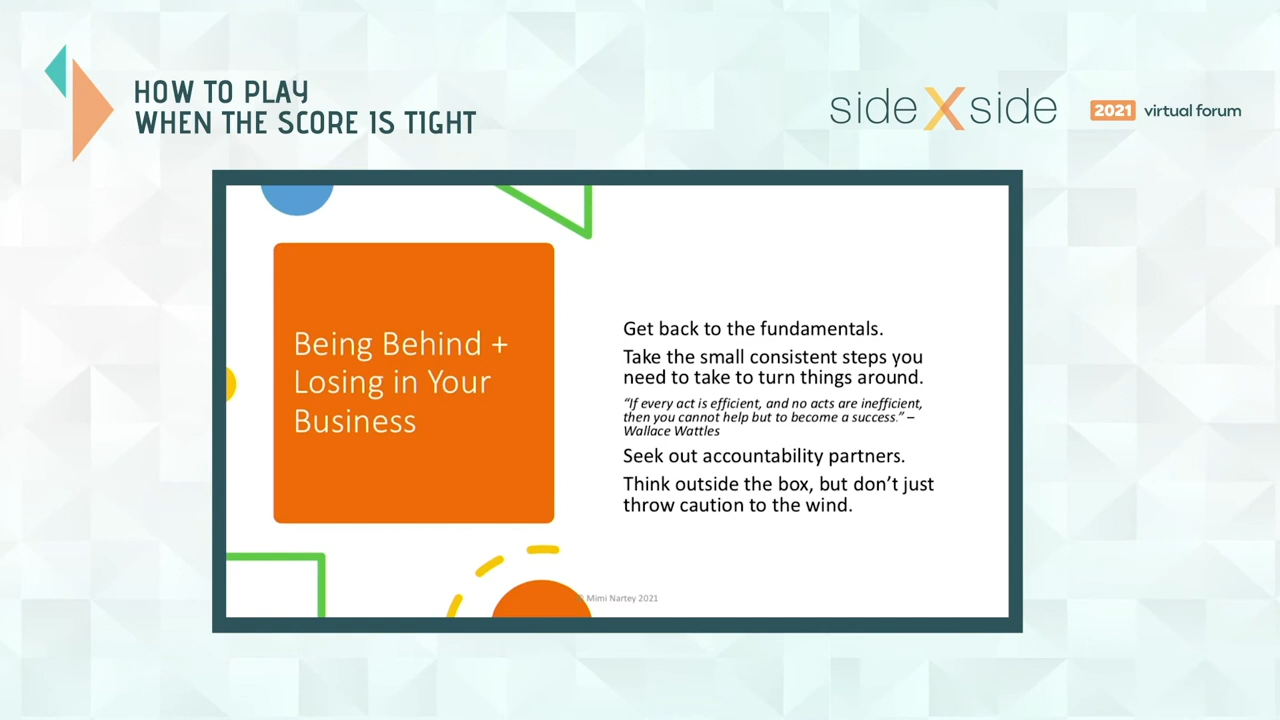 HOW TO PLAY
WHEN THE SCORE IS TIGHT
sideXside
2021 virtual forum
Being Behind +
Losing in Your
Business
Get back to the fundamentals.
Take the small consistent steps you
need to take to turn things around.
“If every act is efficient, and no acts are inefficient,
then you cannot help but to become a success.” –
Wallace Wattles
Seek out accountability partners.
Think outside the box, but don’t just
throw caution to the wind.
© Mimi Nartey 2021